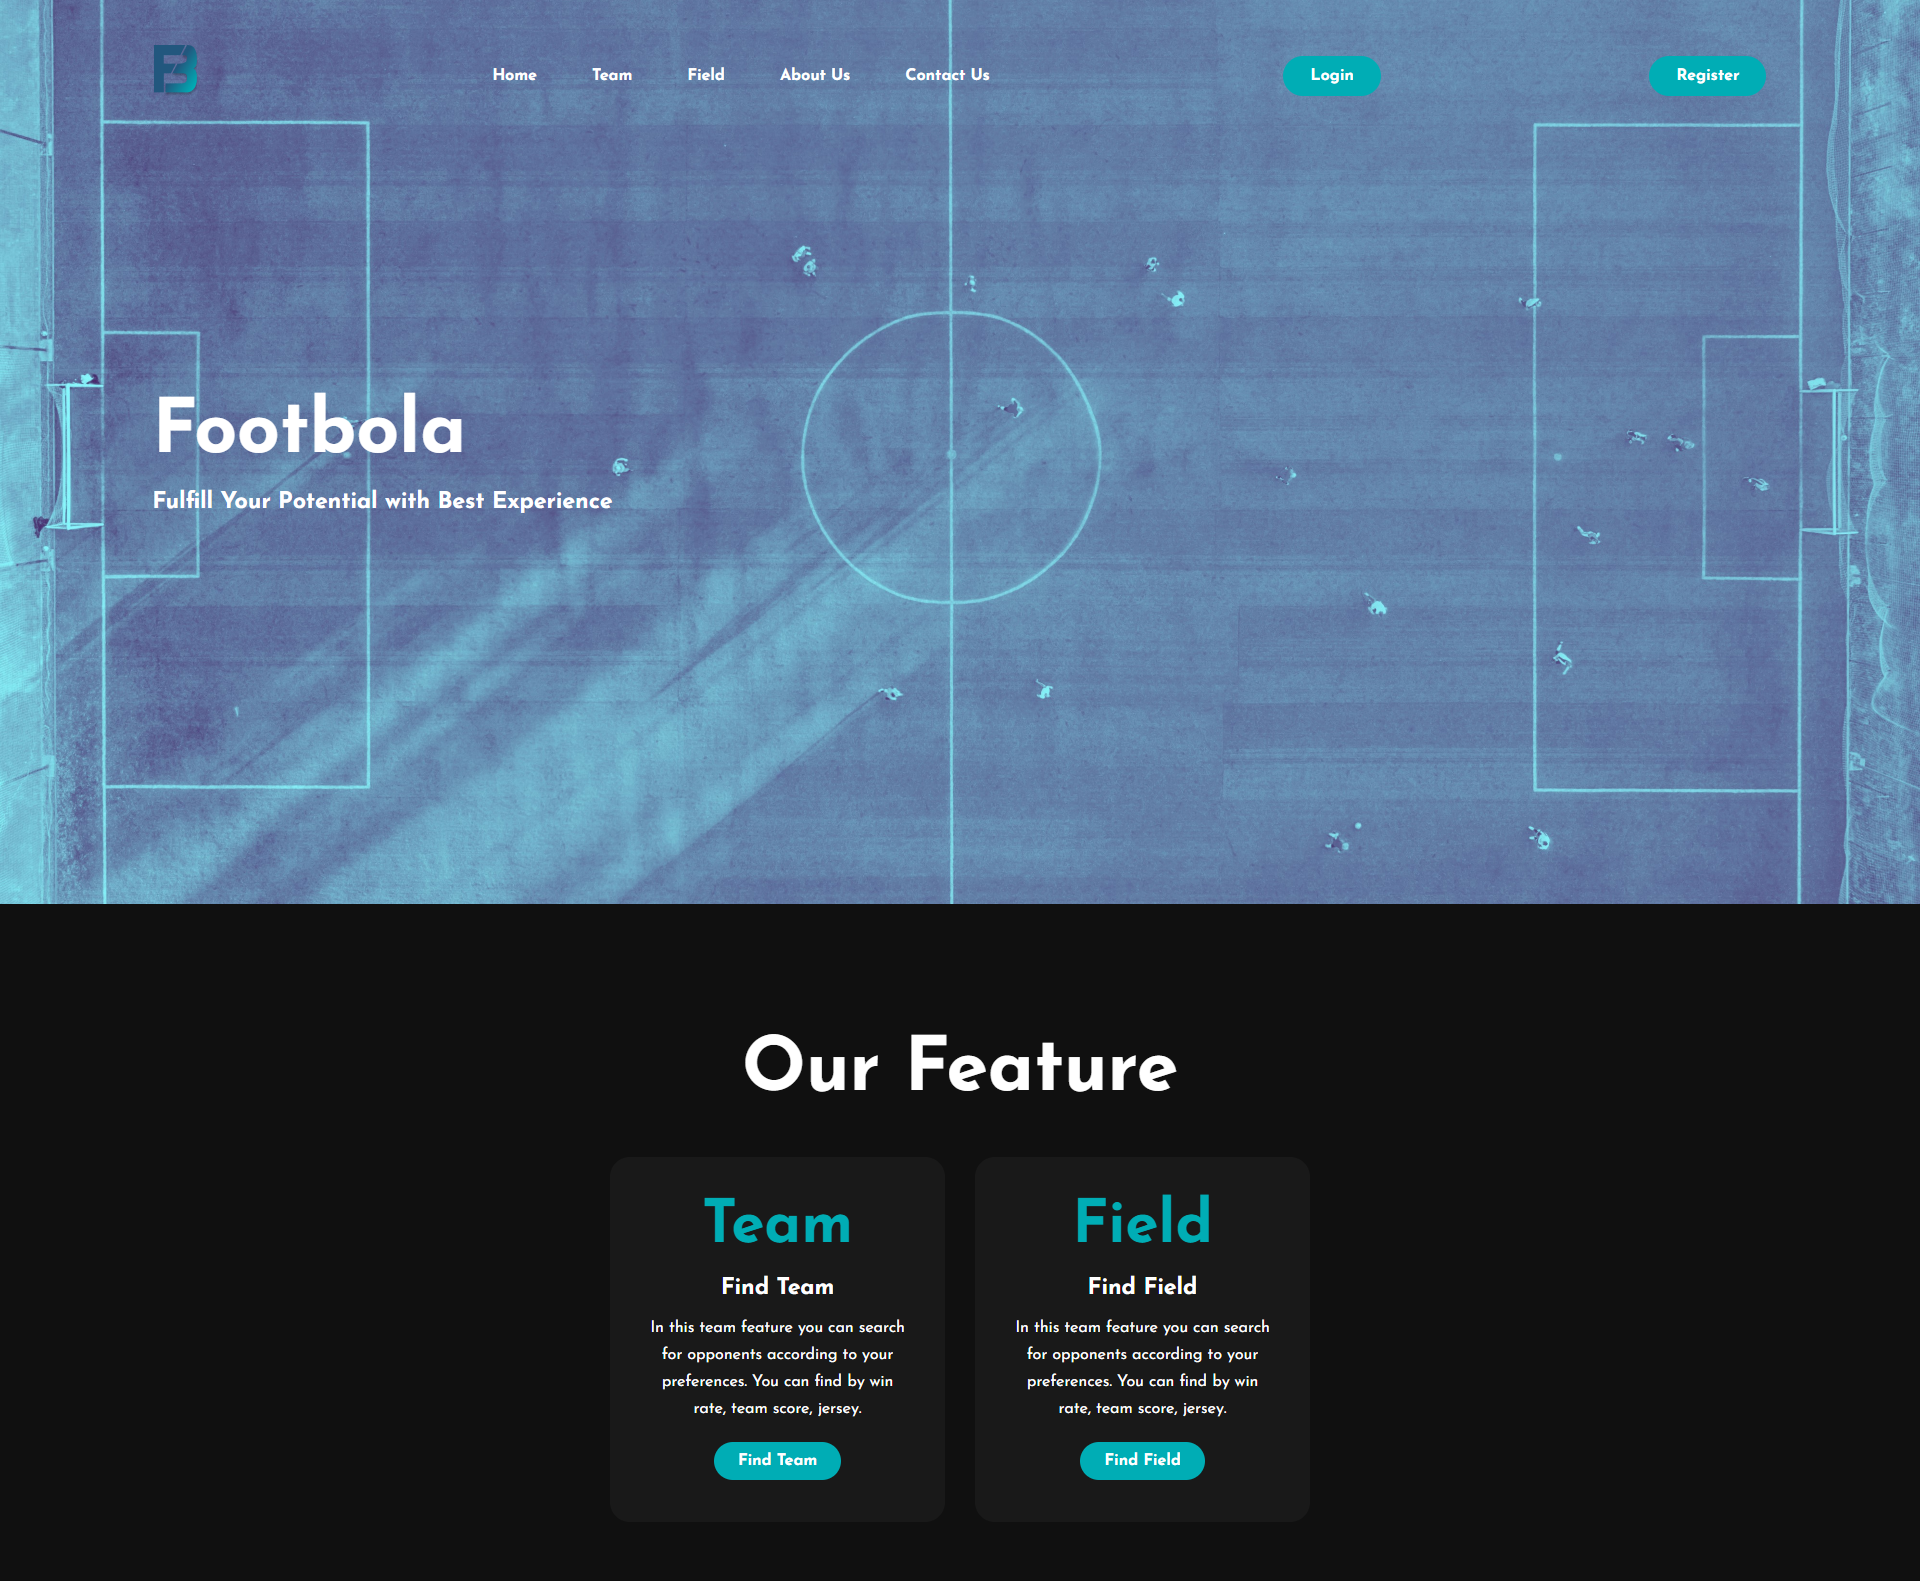 FB
Home Team Field About Us Contact Us Login Register
Footbola
Fulfill Your Potential with Best Experience
Our Feature
Team
Find Team
In this team feature you can search
for opponents according to your
preferences. You can find by win
rate, team score, jersey.
Find Team
Field
Find Field
In this team feature you can search
for opponents according to your
preferences. You can find by win
rate, team score, jersey.
Find Field